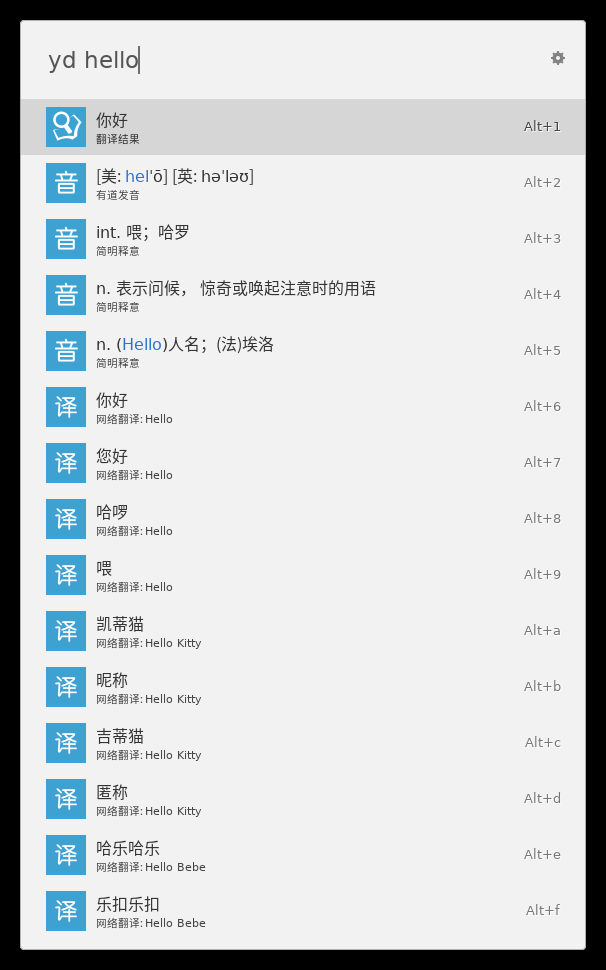 yd hello
你好
翻译结果
Alt+1
音
[美: hel'ō] [英: hə'ləʊ]
有道发音
Alt+2
音
int. 喂；哈罗
简明释意
Alt+3
音
n. 表示问候， 惊奇或唤起注意时的用语
简明释意
Alt+4
音
n. (Hello)人名；(法)埃洛
简明释意
Alt+5
译
你好
网络翻译: Hello
Alt+6
译
您好
网络翻译: Hello
Alt+7
译
哈啰
网络翻译: Hello
Alt+8
译
喂
网络翻译: Hello
Alt+9
译
凯蒂猫
网络翻译: Hello Kitty
Alt+a
译
昵称
网络翻译: Hello Kitty
Alt+b
译
吉蒂猫
网络翻译: Hello Kitty
Alt+c
译
匿称
网络翻译: Hello Kitty
Alt+d
译
哈乐哈乐
网络翻译: Hello Bebe
Alt+e
译
乐扣乐扣
网络翻译: Hello Bebe
Alt+f